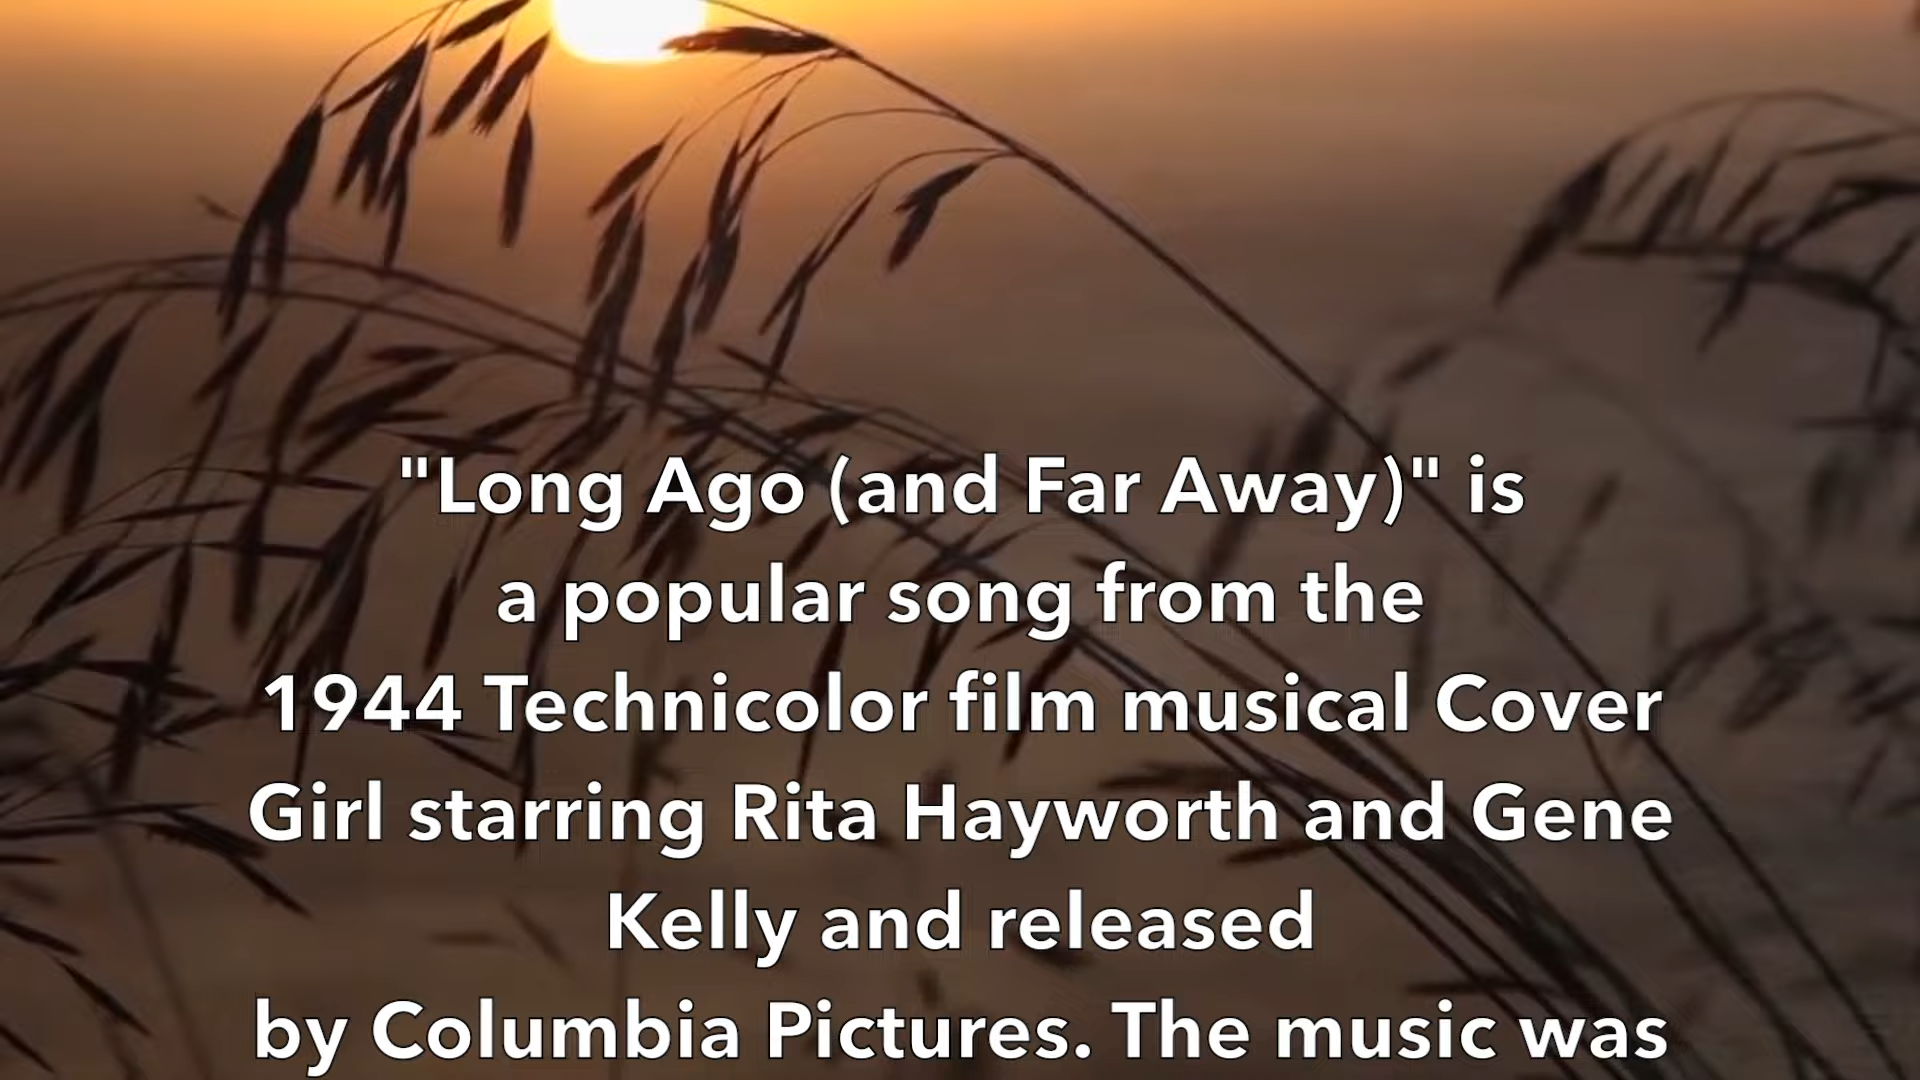 "Long Ago (and Far Away)" is
a popular song from the
1944 Technicolor film musical Cover
Girl starring Rita Hayworth and Gene
Kelly and released
by Columbia Pictures. The music was